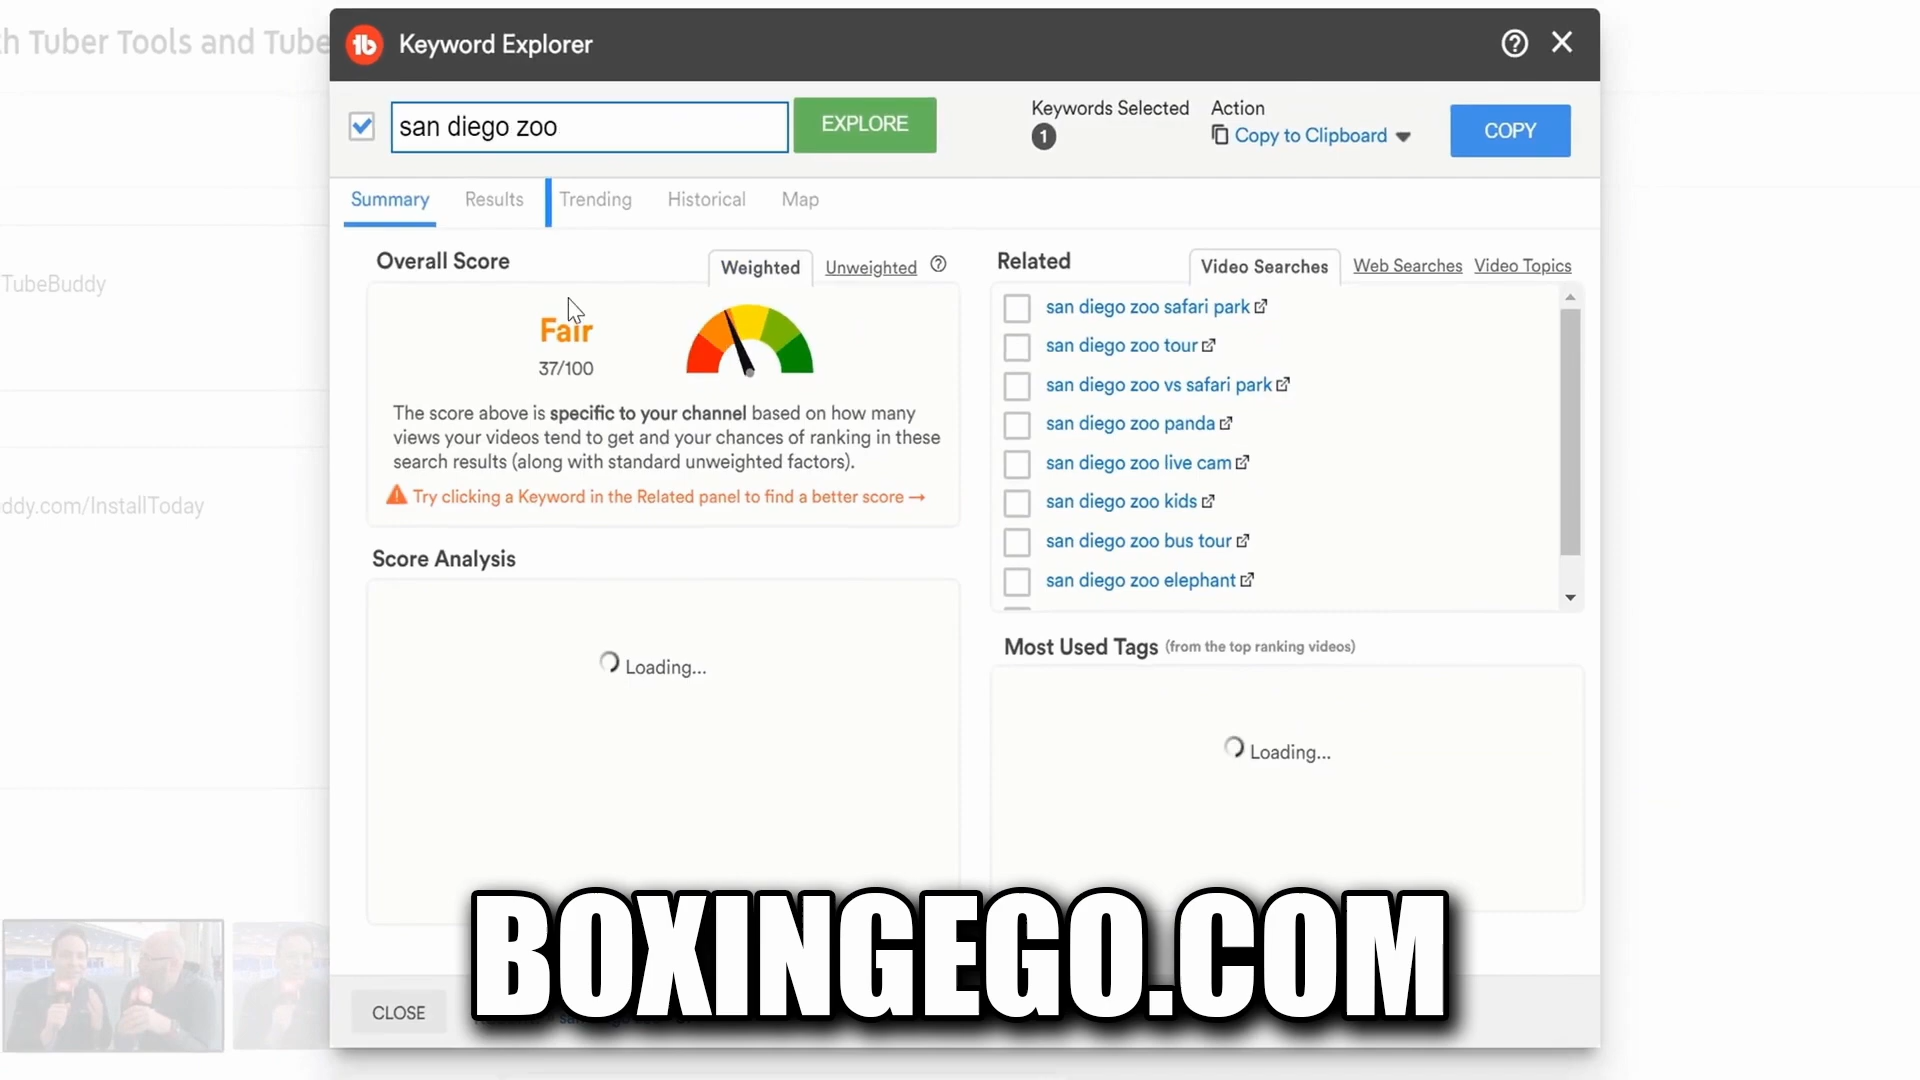 h Tuber Tools and Tube
Keyword Explorer
san diego zoo
EXPLORE
Keywords Selected
1
Action
Copy to Clipboard
COPY
Summary
Results
Trending
Historical
Map
Overall Score
Weighted
Unweighted
Fair
37/100
The score above is specific to your channel based on how many
views your videos tend to get and your chances of ranking in these
search results (along with standard unweighted factors).
Try clicking a Keyword in the Related panel to find a better score →
Related
Video Searches
Web Searches
Video Topics
san diego zoo safari park
san diego zoo tour
san diego zoo vs safari park
san diego zoo panda
san diego zoo live cam
san diego zoo kids
san diego zoo bus tour
san diego zoo elephant
TubeBuddy
ddy.com/InstallToday
Score Analysis
Loading...
Most Used Tags (from the top ranking videos)
Loading...
BOXINGEGO.COM
CLOSE